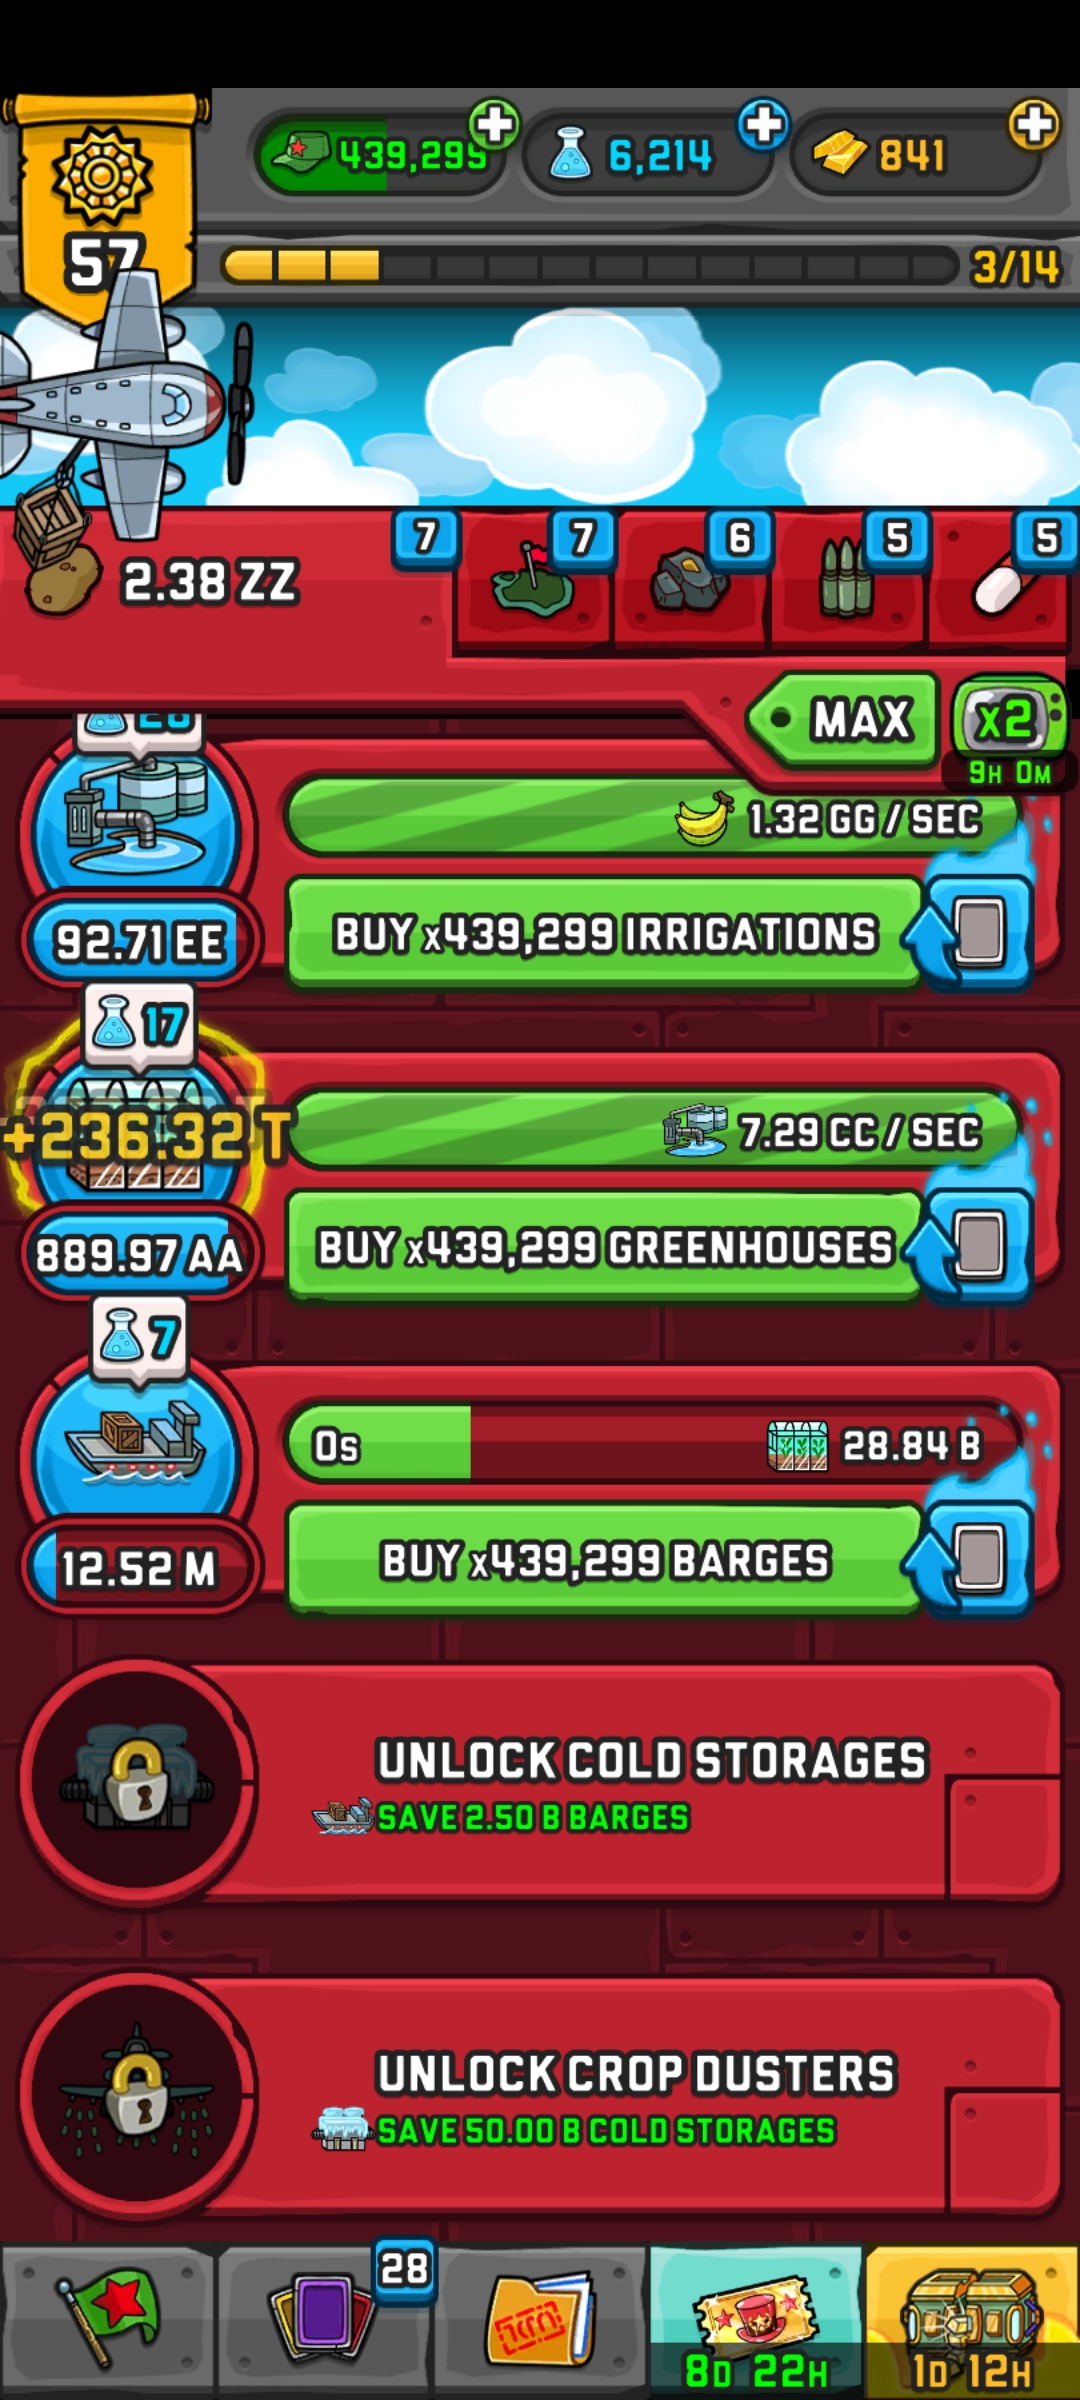 439,299
6,214
841
57
3/14
7
7
6
5
5
2.38 ZZ
MAX
x2
9H 0M
1.32 GG / SEC
BUY x439,299 IRRIGATIONS
92.71 EE
17
+236.32 T
7.29 CC / SEC
BUY x439,299 GREENHOUSES
889.97 AA
7
0s
28.84 B
BUY x439,299 BARGES
12.52 M
UNLOCK COLD STORAGES
SAVE 2.50 B BARGES
UNLOCK CROP DUSTERS
SAVE 50.00 B COLD STORAGES
28
8D 22H
1D 12H